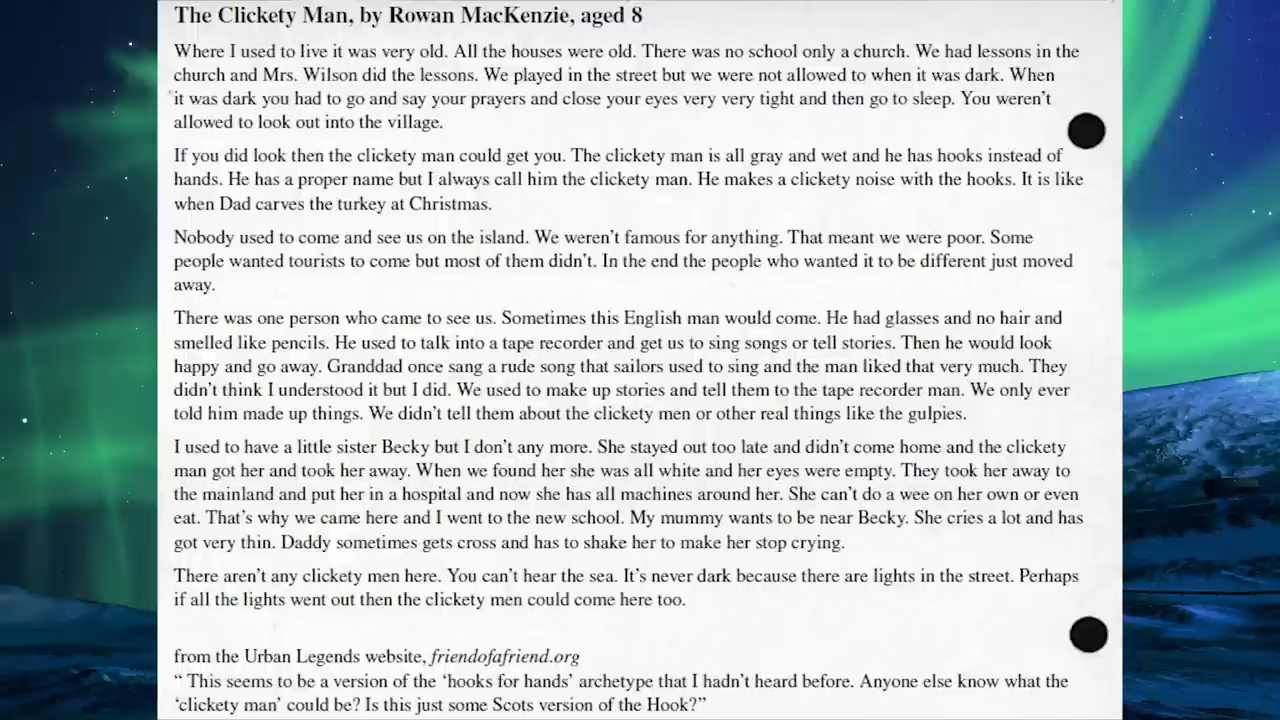 The Clickety Man, by Rowan MacKenzie, aged 8
Where I used to live it was very old. All the houses were old. There was no school only a church. We had lessons in the
church and Mrs. Wilson did the lessons. We played in the street but we were not allowed to when it was dark. When
it was dark you had to go and say your prayers and close your eyes very very tight and then go to sleep. You weren't
allowed to look out into the village.
If you did look then the clickety man could get you. The clickety man is all gray and wet and he has hooks instead of
hands. He has a proper name but I always call him the clickety man. He makes a clickety noise with the hooks. It is like
when Dad carves the turkey at Christmas.
Nobody used to come and see us on the island. We weren't famous for anything. That meant we were poor. Some
people wanted tourists to come but most of them didn't. In the end the people who wanted it to be different just moved
away.
There was one person who came to see us. Sometimes this English man would come. He had glasses and no hair and
smelled like pencils. He used to talk into a tape recorder and get us to sing songs or tell stories. Then he would look
happy and go away. Granddad once sang a rude song that sailors used to sing and the man liked that very much. They
didn't think I understood it but I did. We used to make up stories and tell them to the tape recorder man. We only ever
told him made up things. We didn't tell them about the clickety men or other real things like the gulpies.
I used to have a little sister Becky but I don't any more. She stayed out too late and didn't come home and the clickety
man got her and took her away. When we found her she was all white and her eyes were empty. They took her away to
the mainland and put her in a hospital and now she has all machines around her. She can't do a wee on her own or even
eat. That's why we came here and I went to the new school. My mummy wants to be near Becky. She cries a lot and has
got very thin. Daddy sometimes gets cross and has to shake her to make her stop crying.
There aren't any clickety men here. You can't hear the sea. It's never dark because there are lights in the street. Perhaps
if all the lights went out then the clickety men could come here too.
from the Urban Legends website, friendofafriend.org
“ This seems to be a version of the ‘hooks for hands’ archetype that I hadn't heard before. Anyone else know what the
‘clickety man’ could be? Is this just some Scots version of the Hook?”